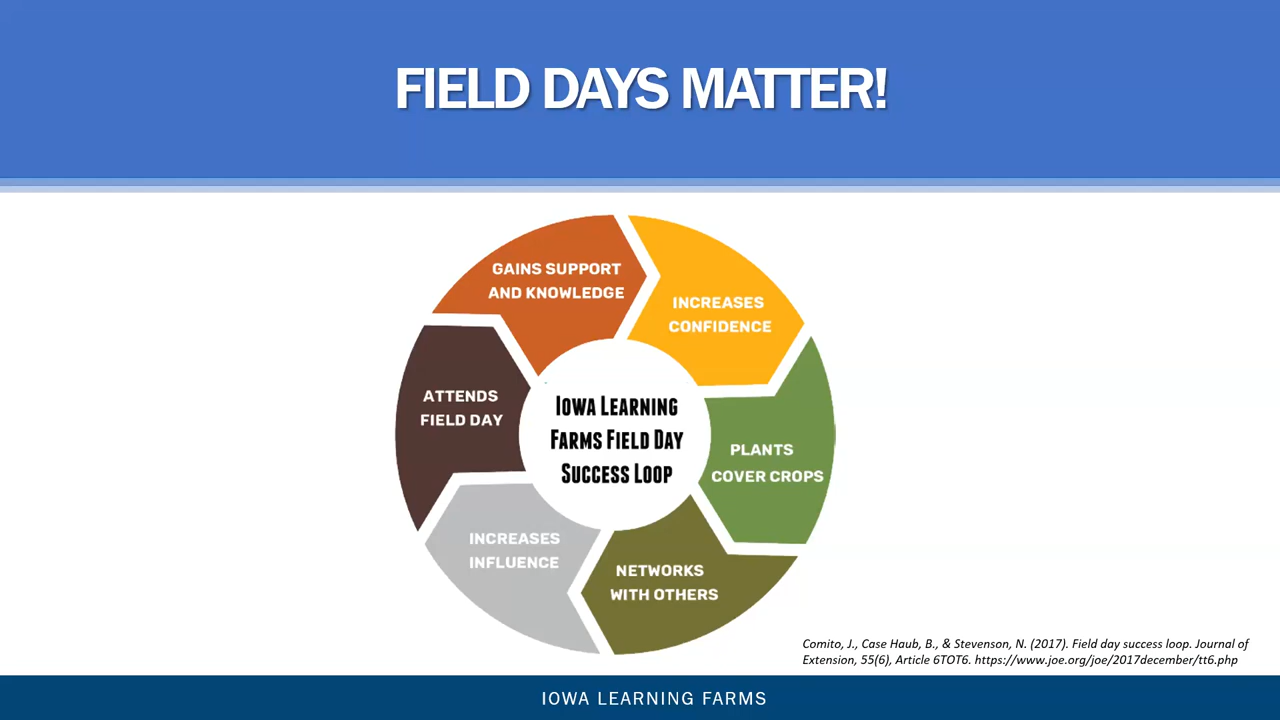 FIELD DAYS MATTER!
GAINS SUPPORT
AND KNOWLEDGE
INCREASES
CONFIDENCE
ATTENDS
FIELD DAY
IOWA LEARNING
FARMS FIELD DAY
SUCCESS LOOP
PLANTS
COVER CROPS
INCREASES
INFLUENCE
NETWORKS
WITH OTHERS
Comito, J., Case Haub, B., & Stevenson, N. (2017). Field day success loop. Journal of
Extension, 55(6), Article 6TOT6. https://www.joe.org/joe/2017december/tt6.php
IOWA LEARNING FARMS